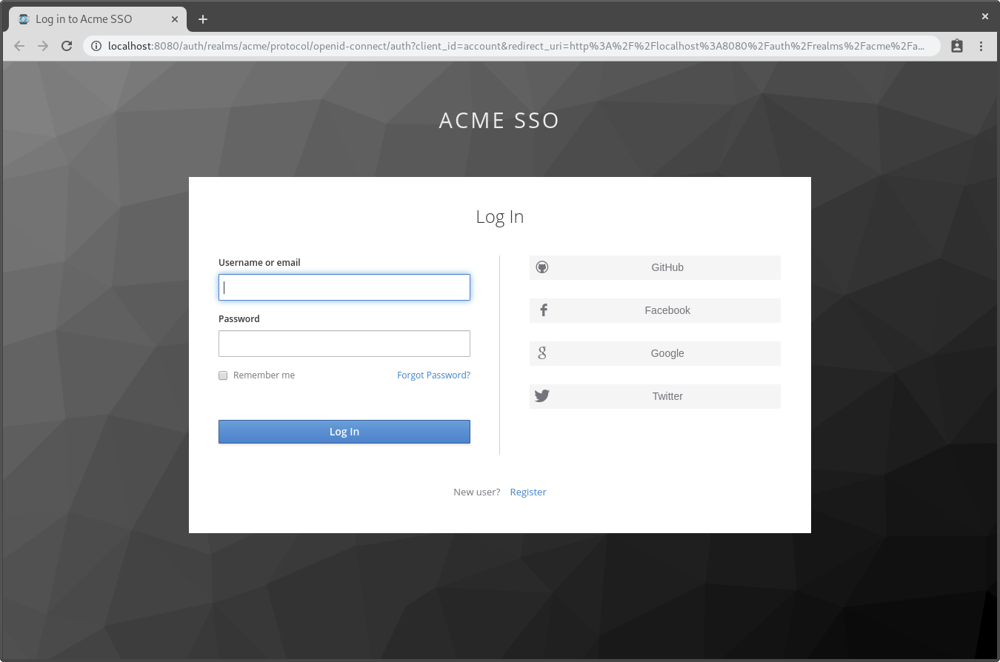 Log in to Acme SSO
localhost:8080/auth/realms/acme/protocol/openid-connect/auth?client_id=account&redirect_uri=http%3A%2F%2Flocalhost%3A8080%2Fauth%2Frealms%2Facme%2Fa...
ACME SSO
Log In
Username or email
Password
Remember me
Forgot Password?
Log In
GitHub
Facebook
Google
Twitter
New user? Register